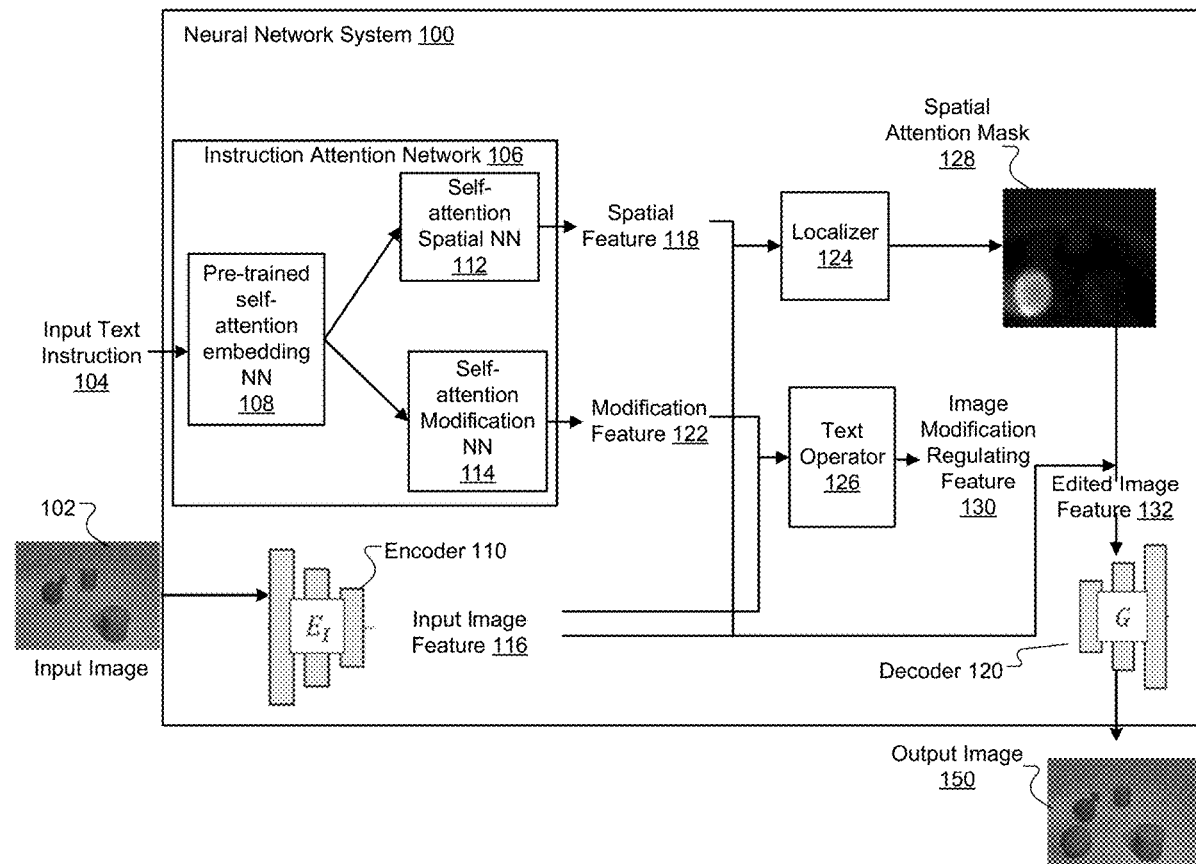 Neural Network System 100
Instruction Attention Network 106
Pre-trained
self-
attention
embedding
NN
108
Self-
attention
Spatial NN
112
Self-
attention
Modification
NN
114
Input Text
Instruction
104
Spatial
Feature 118
Modification
Feature 122
Localizer
124
Text
Operator
126
Spatial
Attention
Mask
128
Image
Modification
Regulating
Feature
130
Edited Image
Feature 132
102
Input Image
Encoder 110
E_I
Input Image
Feature 116
G
Decoder 120
Output Image
150